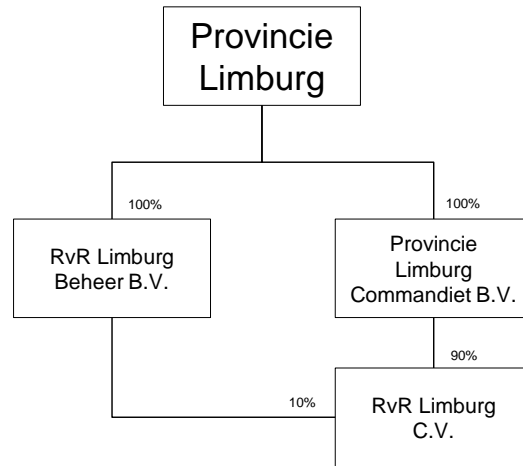 Provincie
Limburg
100%
100%
RvR Limburg
Beheer B.V.
Provincie
Limburg
Commandiet B.V.
90%
10%
RvR Limburg
C.V.